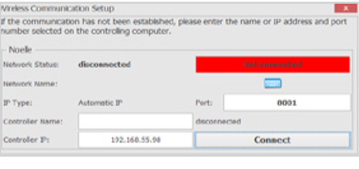 Wireless Communication Setup
If the communication has not been established, please enter the name or IP address and port
number selected on the controling computer.
Noelle
Network Status: disconnected Not connected
Network Name:
IP Type: Automatic IP Port: 8001
Controller Name: disconnected
Controller IP: 192.168.55.98 Connect